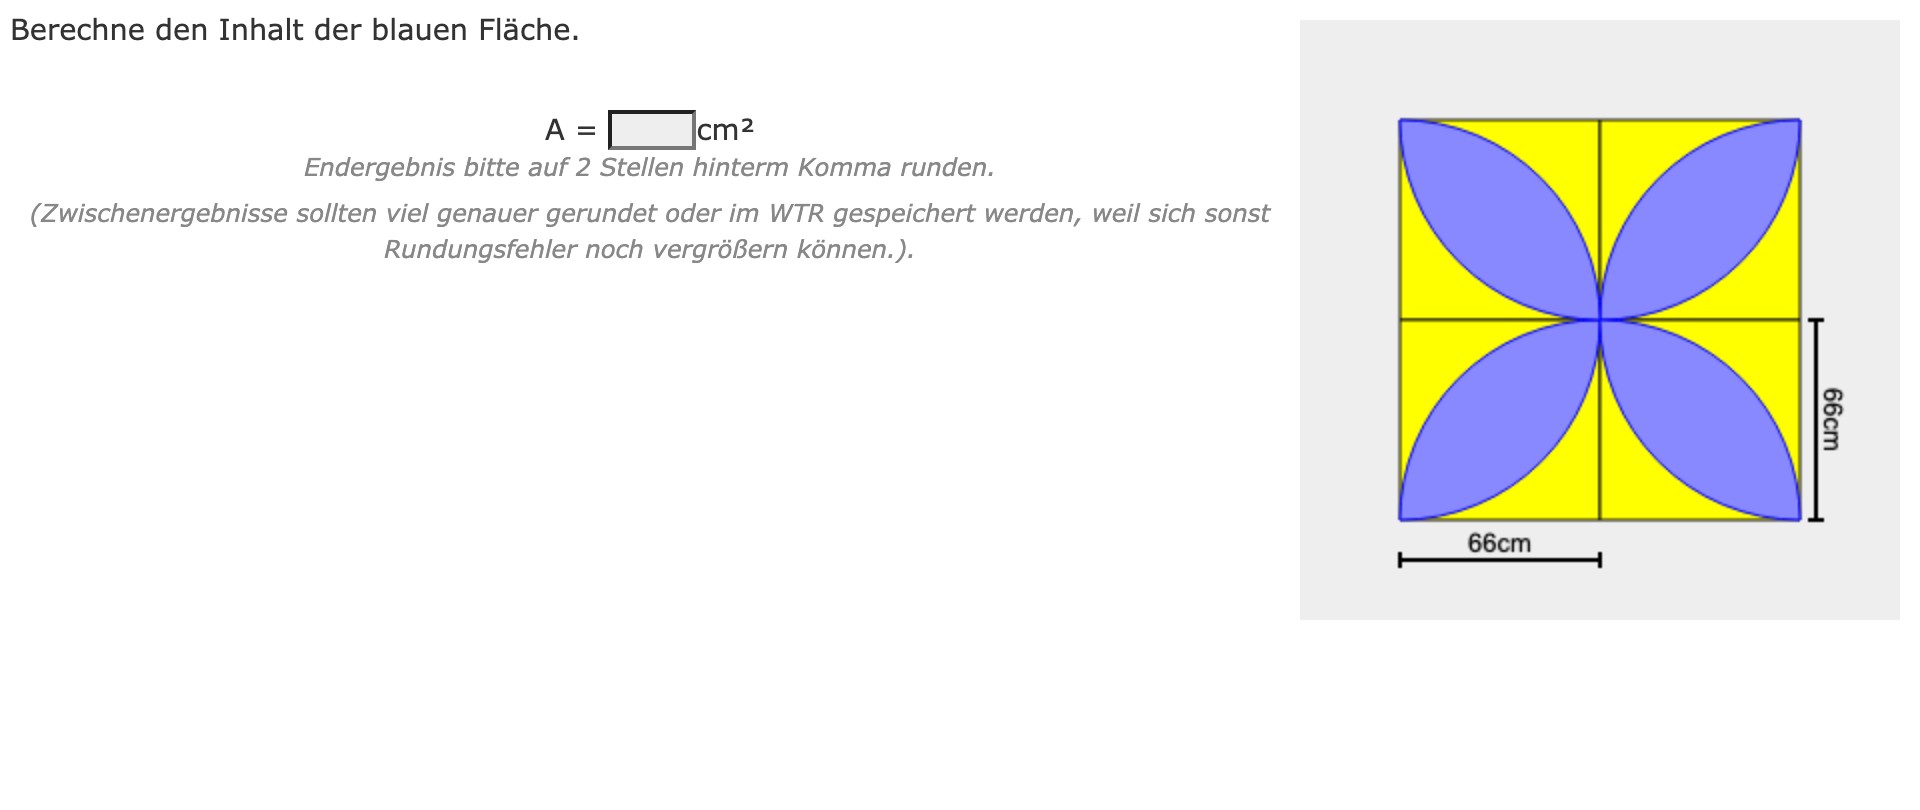 Berechne den Inhalt der blauen Fläche.
A = cm²
Endergebnis bitte auf 2 Stellen hinterm Komma runden.
(Zwischenergebnisse sollten viel genauer gerundet oder im WTR gespeichert werden, weil sich sonst
Rundungsfehler noch vergrößern können.).
66cm
66cm